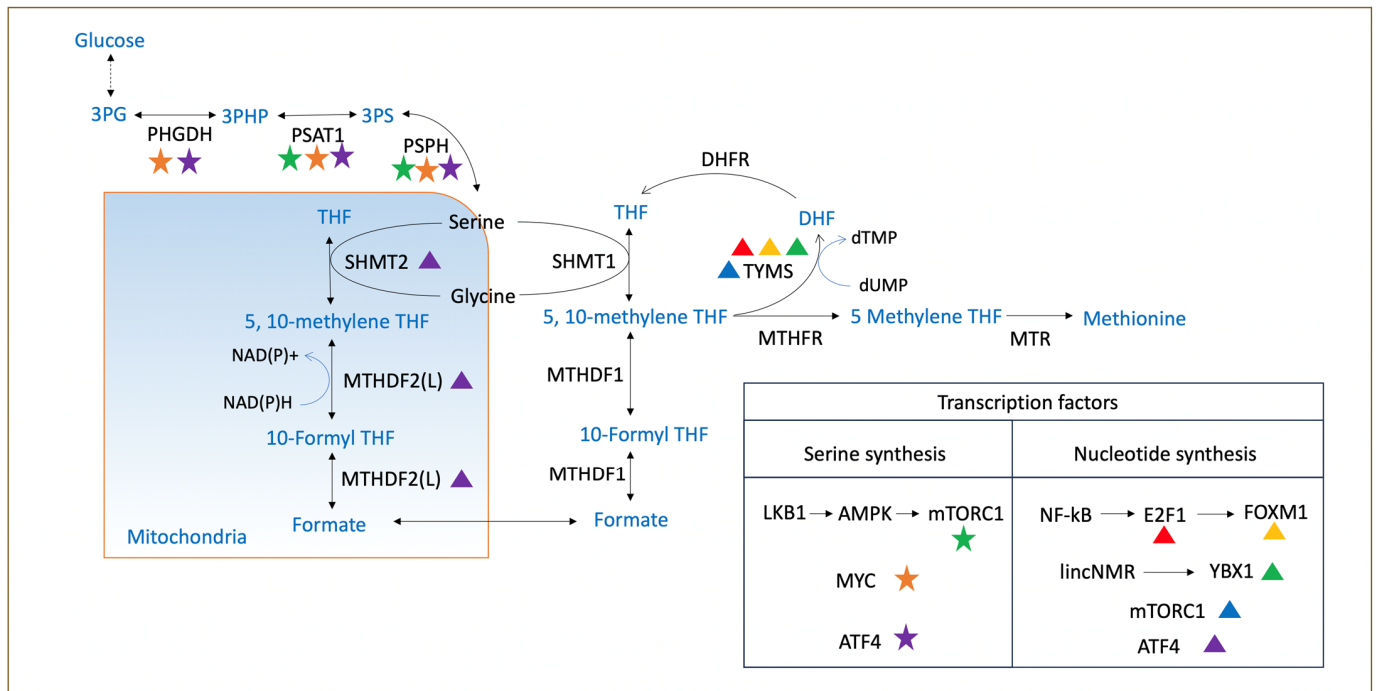 Glucose
3PG
3PHP
3PS
PHGDH
PSAT1
PSPH
DHFR
THF
Serine
THF
DHF
dTMP
SHMT2
SHMT1
TYMS
dUMP
Glycine
5, 10-methylene THF
5, 10-methylene THF
5 Methylene THF
Methionine
MTHFR
MTR
NAD(P)+
MTHDF2(L)
MTHDF1
NAD(P)H
10-Formyl THF
10-Formyl THF
MTHDF2(L)
MTHDF1
Formate
Formate
Mitochondria
Transcription factors
Serine synthesis
Nucleotide synthesis
LKB1 AMPK mTORC1
MYC
ATF4
NF-kB E2F1 FOXM1
lincNMR YBX1
mTORC1
ATF4